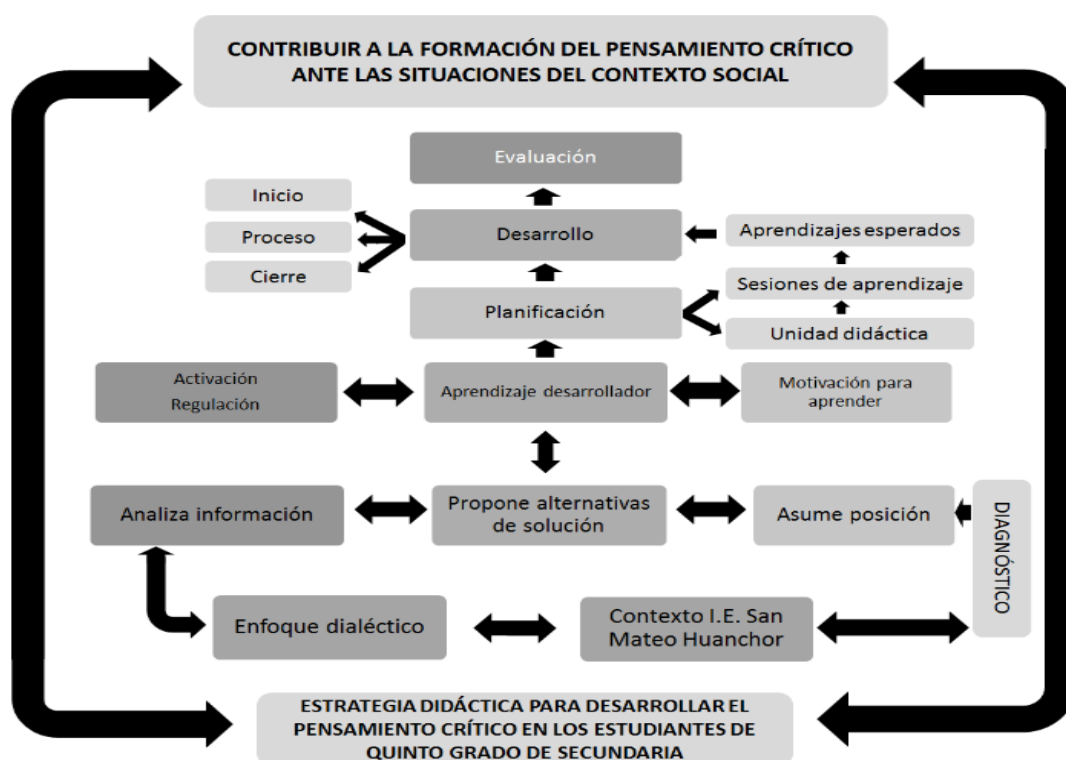 CONTRIBUIR A LA FORMACIÓN DEL PENSAMIENTO CRÍTICO
ANTE LAS SITUACIONES DEL CONTEXTO SOCIAL
Evaluación
Inicio
Proceso
Cierre
Desarrollo
Aprendizajes esperados
Sesiones de aprendizaje
Unidad didáctica
Planificación
Activación
Regulación
Aprendizaje desarrollador
Motivación para
aprender
Analiza información
Propone alternativas
de solución
Asume posición
DIAGNÓSTICO
Enfoque dialéctico
Contexto I.E. San
Mateo Huanchor
ESTRATEGIA DIDÁCTICA PARA DESARROLLAR EL
PENSAMIENTO CRÍTICO EN LOS ESTUDIANTES DE
QUINTO GRADO DE SECUNDARIA